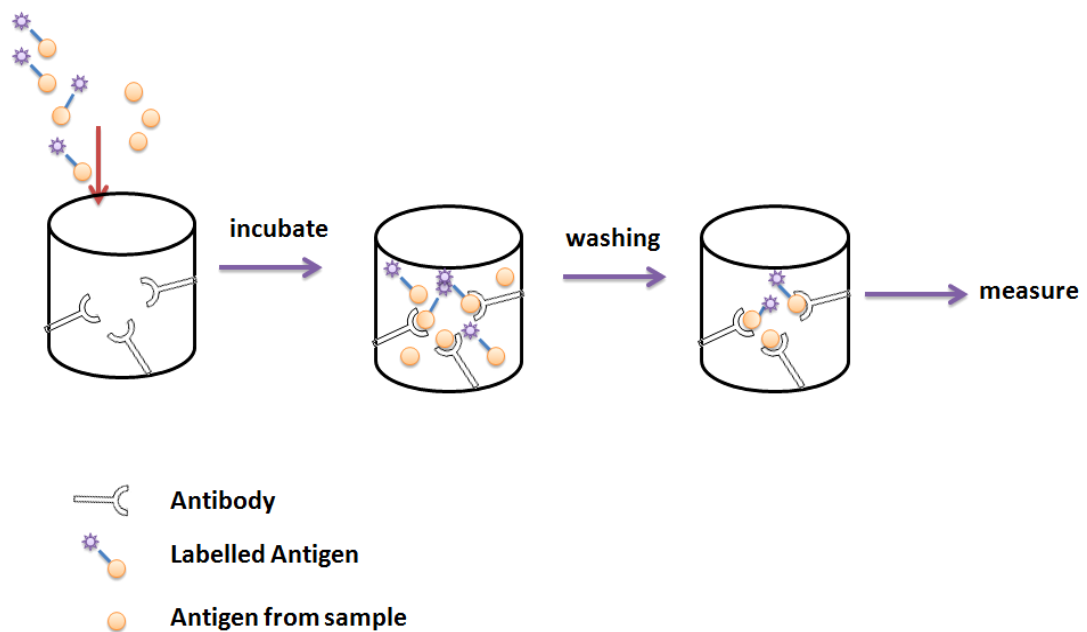 incubate
washing
measure
Antibody
Labelled Antigen
Antigen from sample